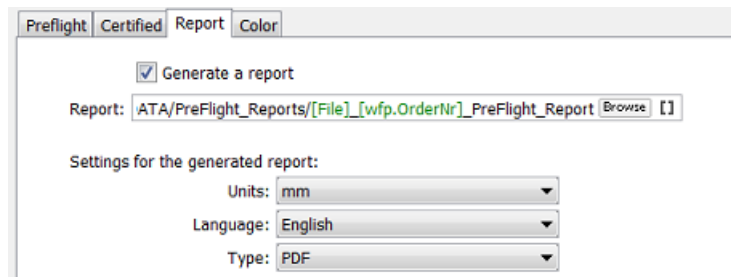 Preflight Certified Report Color
Generate a report
Report: ATA/PreFlight_Reports/[File]_[wfp.OrderNr]_PreFlight_Report Browse []
Settings for the generated report:
Units: mm
Language: English
Type: PDF